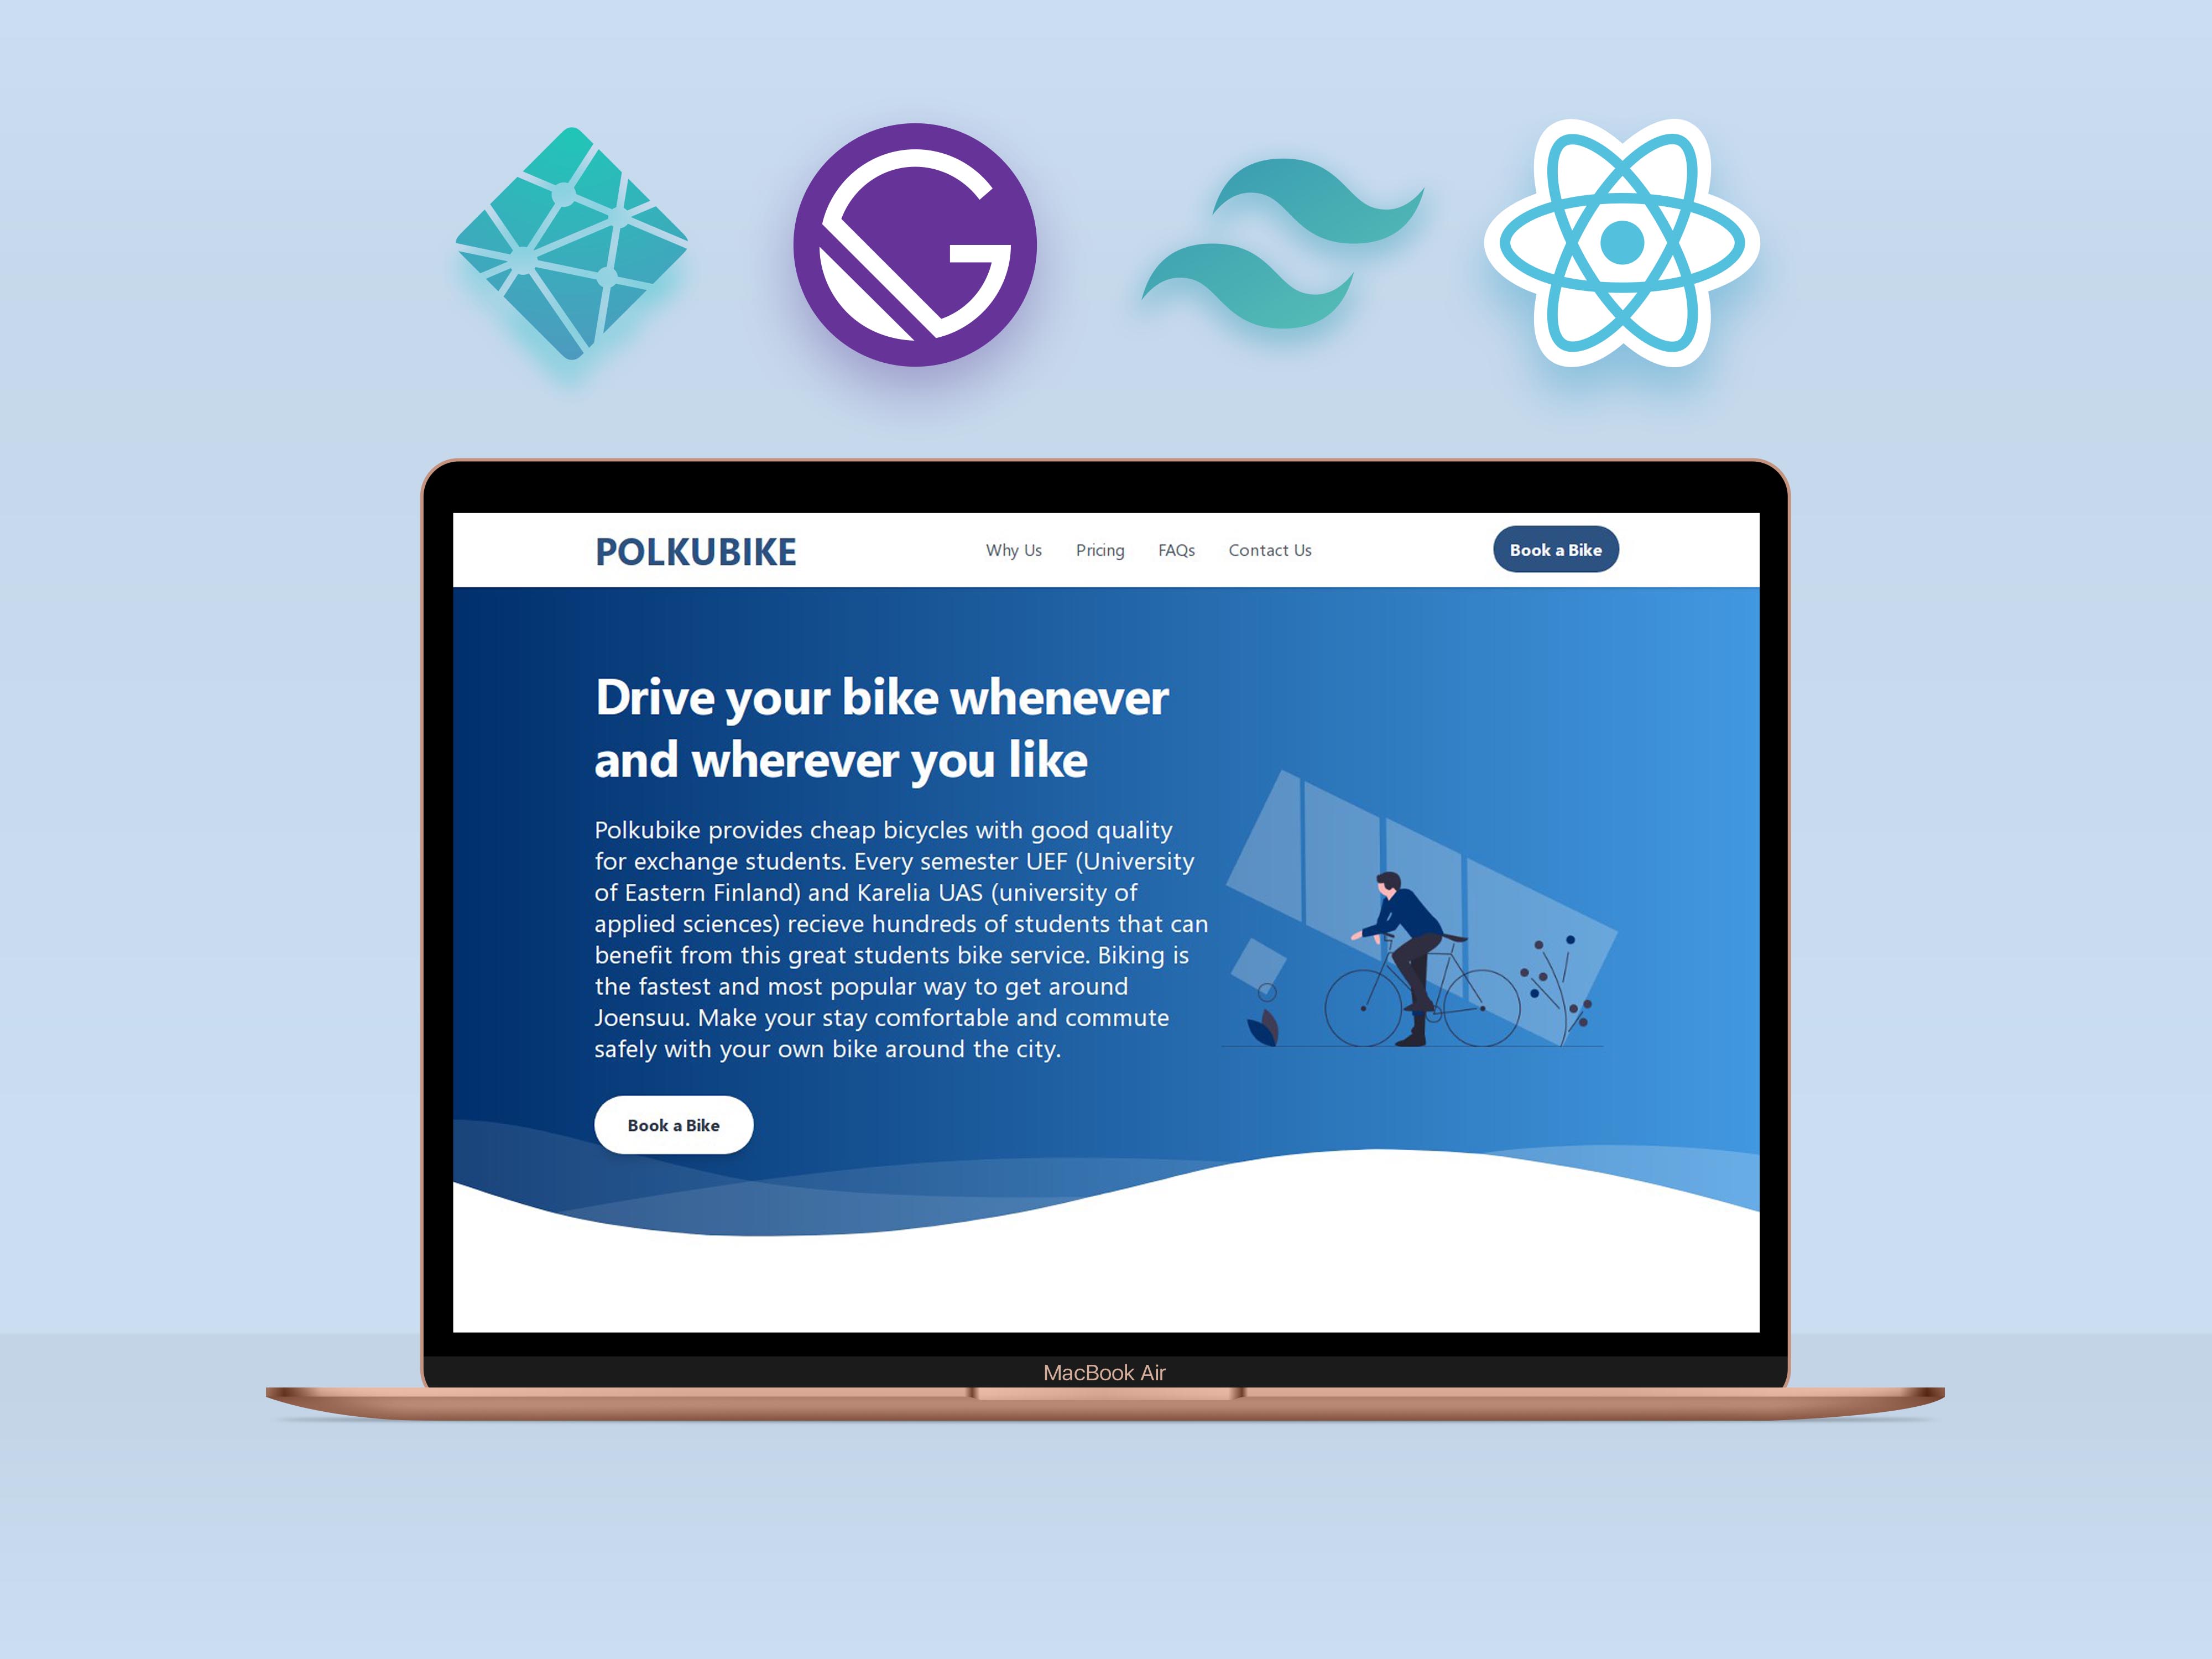 POLKUBIKE
Why Us
Pricing
FAQs
Contact Us
Book a Bike
Drive your bike whenever
and wherever you like
Polkubike provides cheap bicycles with good quality
for exchange students. Every semester UEF (University
of Eastern Finland) and Karelia UAS (university of
applied sciences) recieve hundreds of students that can
benefit from this great students bike service. Biking is
the fastest and most popular way to get around
Joensuu. Make your stay comfortable and commute
safely with your own bike around the city.
Book a Bike
MacBook Air